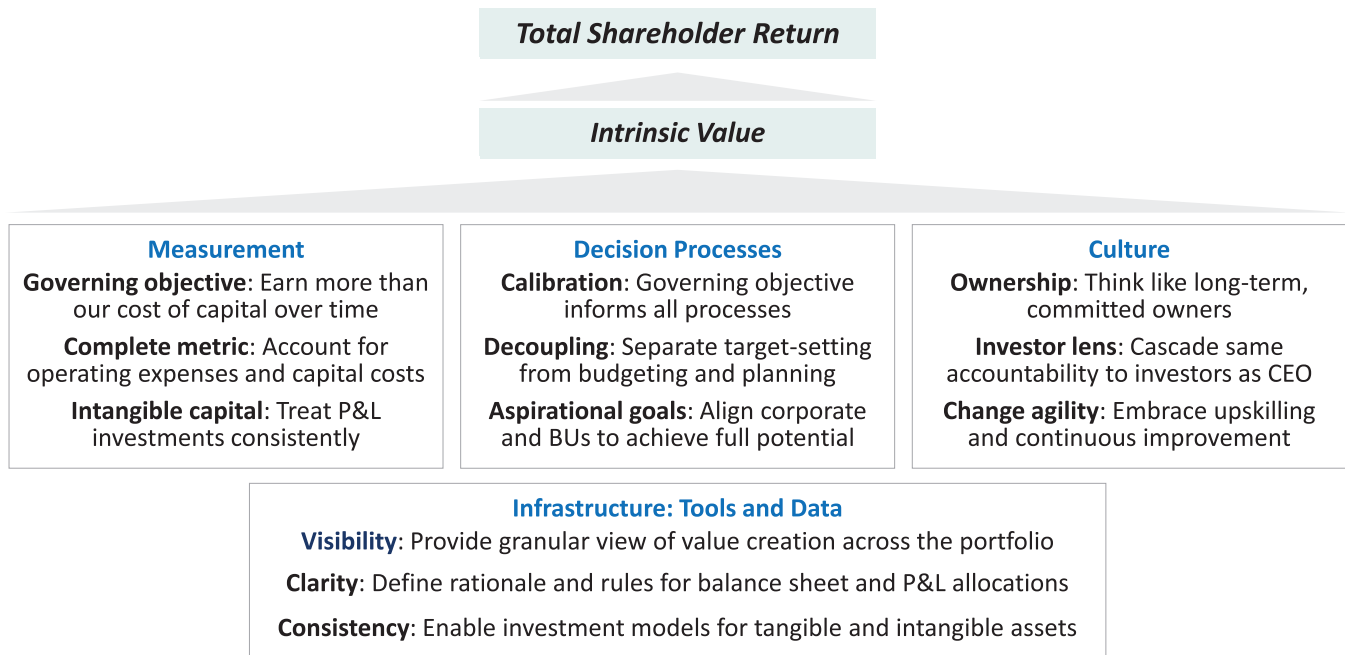 Total Shareholder Return
Intrinsic Value
Measurement
Governing objective: Earn more than
our cost of capital over time
Complete metric: Account for
operating expenses and capital costs
Intangible capital: Treat P&L
investments consistently
Decision Processes
Calibration: Governing objective
informs all processes
Decoupling: Separate target-setting
from budgeting and planning
Aspirational goals: Align corporate
and BUs to achieve full potential
Culture
Ownership: Think like long-term,
committed owners
Investor lens: Cascade same
accountability to investors as CEO
Change agility: Embrace upskilling
and continuous improvement
Infrastructure: Tools and Data
Visibility: Provide granular view of value creation across the portfolio
Clarity: Define rationale and rules for balance sheet and P&L allocations
Consistency: Enable investment models for tangible and intangible assets